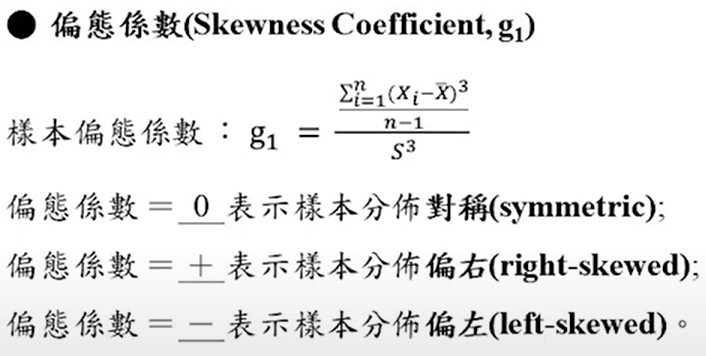 ● 偏態係數(Skewness Coefficient, g₁)
樣本偏態係數：g₁ = \frac{\frac{\sum_{i=1}^{n}(X_i-\bar{X})^3}{n-1}}{S^3}
偏態係數＝ 0 表示樣本分佈對稱(symmetric);
偏態係數＝ ＋ 表示樣本分佈偏右(right-skewed);
偏態係數＝ － 表示樣本分佈偏左(left-skewed)。